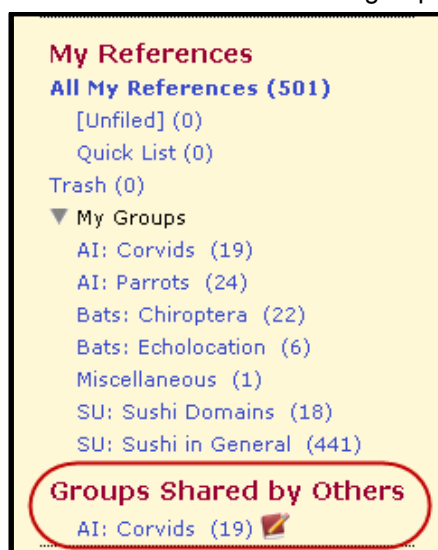 My References
All My References (501)
[Unfiled] (0)
Quick List (0)
Trash (0)
My Groups
AI: Corvids (19)
AI: Parrots (24)
Bats: Chiroptera (22)
Bats: Echolocation (6)
Miscellaneous (1)
SU: Sushi Domains (18)
SU: Sushi in General (441)
Groups Shared by Others
AI: Corvids (19)